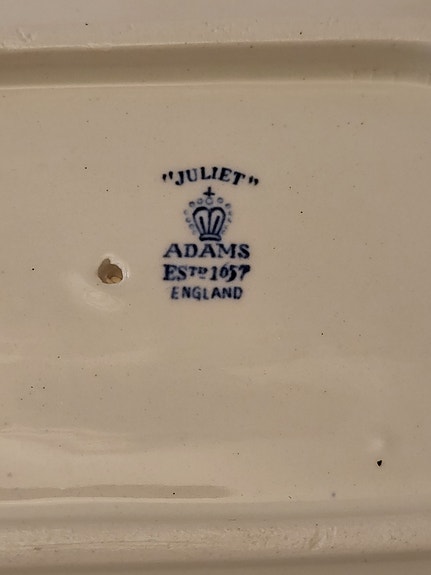 "JULIET"
ADAMS
ESTD 1657
ENGLAND